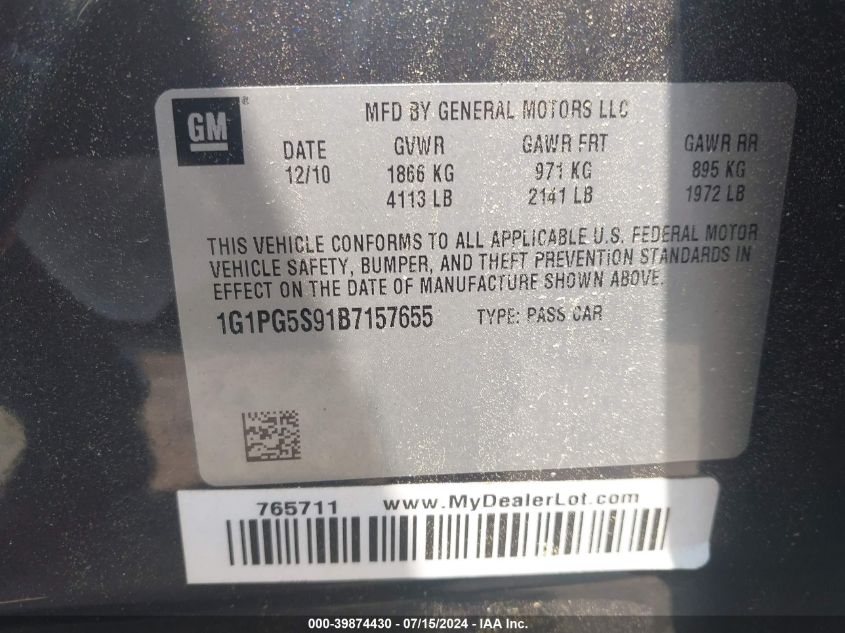 GM ®
MFD BY GENERAL MOTORS LLC
DATE GVWR GAWR FRT GAWR RR
12/10 1866 KG 971 KG 895 KG
4113 LB 2141 LB 1972 LB
THIS VEHICLE CONFORMS TO ALL APPLICABLE U.S. FEDERAL MOTOR
VEHICLE SAFETY, BUMPER, AND THEFT PREVENTION STANDARDS IN
EFFECT ON THE DATE OF MANUFACTURE SHOWN ABOVE.
1G1PG5S91B7157655 TYPE: PASS CAR
765711 www.MyDealerLot.com
000-39874430 - 07/15/2024 - IAA Inc.